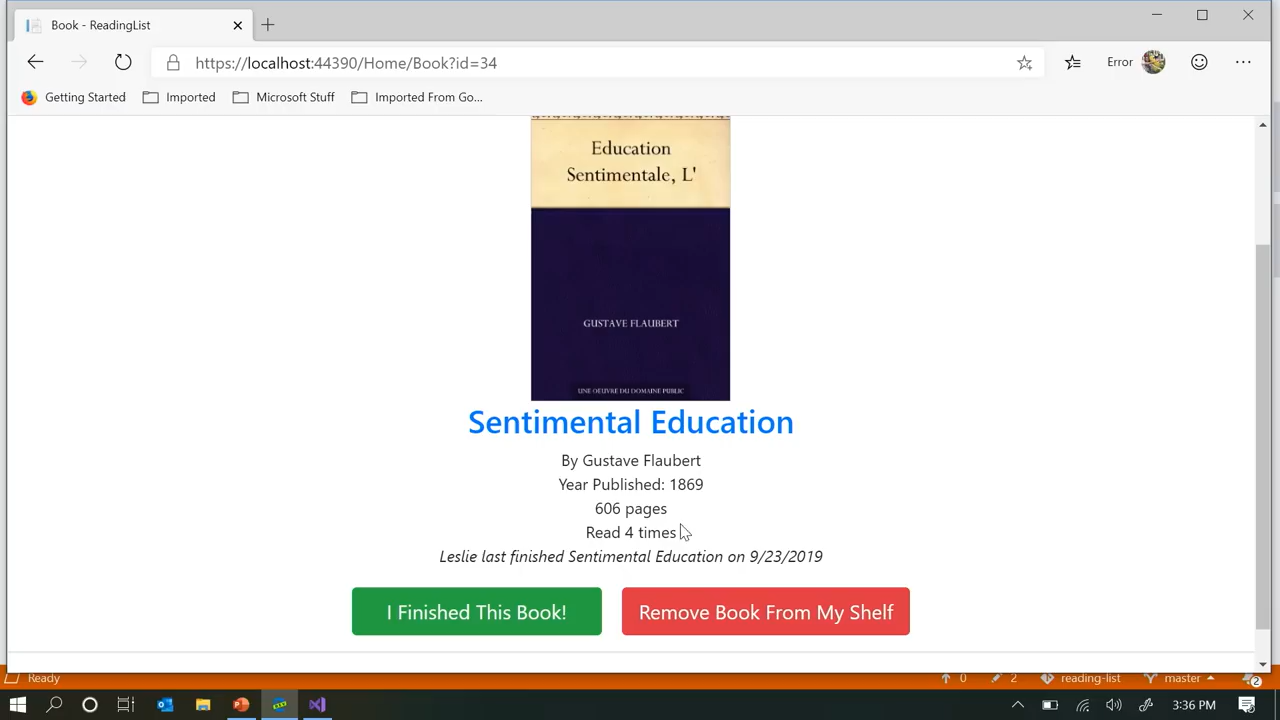 Book - ReadingList
https://localhost:44390/Home/Book?id=34
Error
Getting Started
Imported
Microsoft Stuff
Imported From Go...
Education
Sentimentale, L'
GUSTAVE FLAUBERT
UNE OEUVRE DU DOMAINE PUBLIC
Sentimental Education
By Gustave Flaubert
Year Published: 1869
606 pages
Read 4 times
Leslie last finished Sentimental Education on 9/23/2019
I Finished This Book!
Remove Book From My Shelf
Ready
0
2
reading-list
master
2
3:36 PM